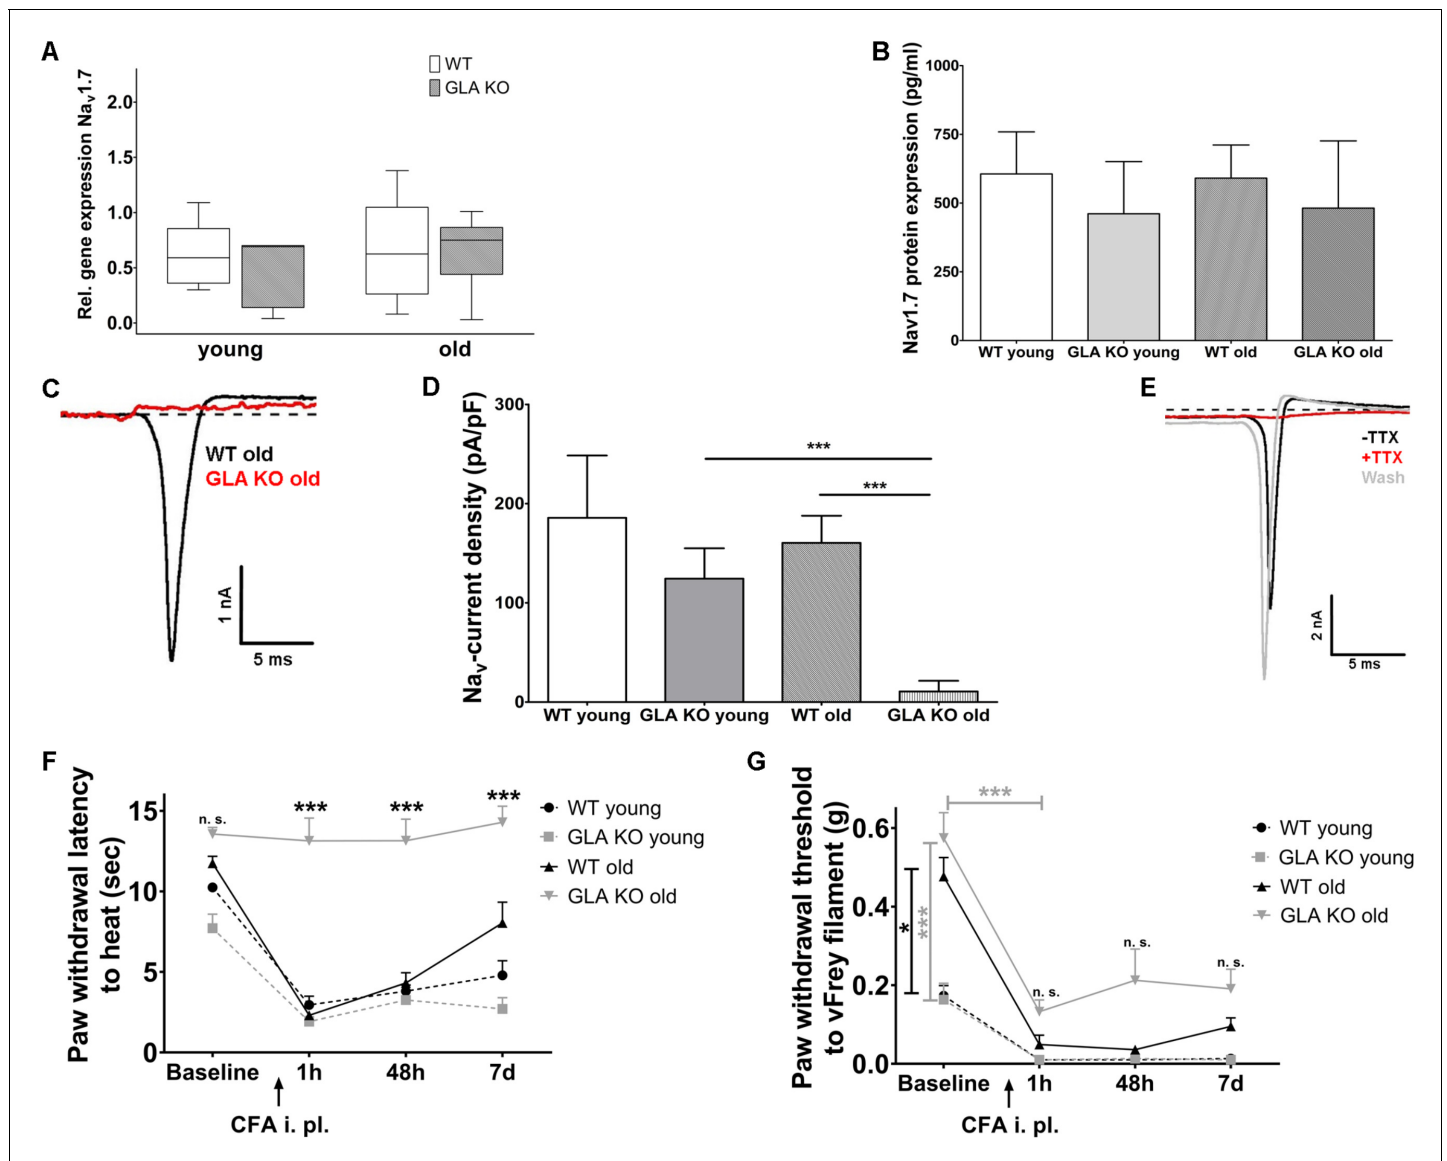 A
WT
GLA KO
Rel. gene expression Nav1.7
2.0
1.5
1.0
0.5
0.0
young
old
B
Nav1.7 protein expression (pg/ml)
1000
750
500
250
0
WT young
GLA KO young
WT old
GLA KO old
C
WT old
GLA KO old
1 nA
5 ms
D
Nav-current density (pA/pF)
300
200
100
0
***
***
WT young
GLA KO young
WT old
GLA KO old
E
-TTX
+TTX
Wash
2 nA
5 ms
F
Paw withdrawal latency
to heat (sec)
15
10
5
0
n. s.
***
***
***
WT young
GLA KO young
WT old
GLA KO old
Baseline
1h
48h
7d
CFA i. pl.
G
Paw withdrawal threshold
to vFrey filament (g)
0.6
0.4
0.2
0.0
***
*
***
n. s.
n. s.
n. s.
WT young
GLA KO young
WT old
GLA KO old
Baseline
1h
48h
7d
CFA i. pl.